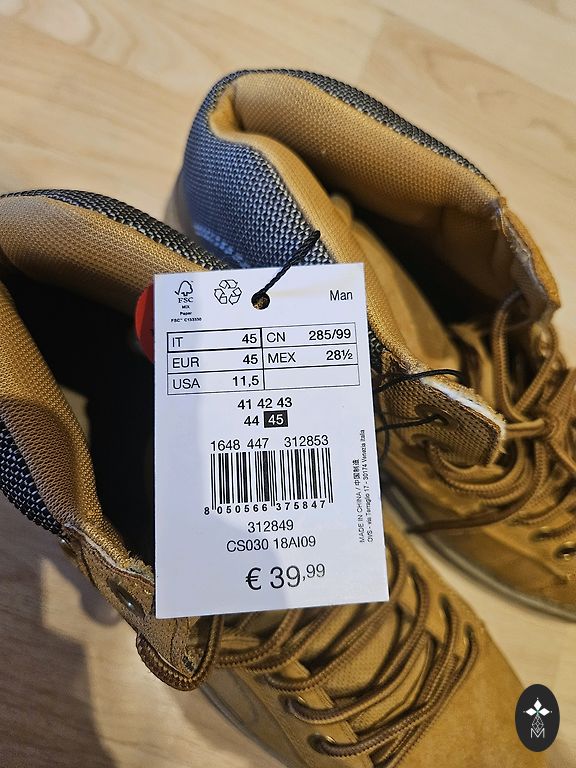 FSC
MIX
Paper
Man
IT 45 CN 285/99
EUR 45 MEX 28½
USA 11,5
41 42 43
44 45
1648 447 312853
8 050566 375847
312849
CS030 18AI09
€ 39,99
MADE IN CHINA / 中国制造
OVS - via Terraglio 17 - 30174 Venezia Italia
M